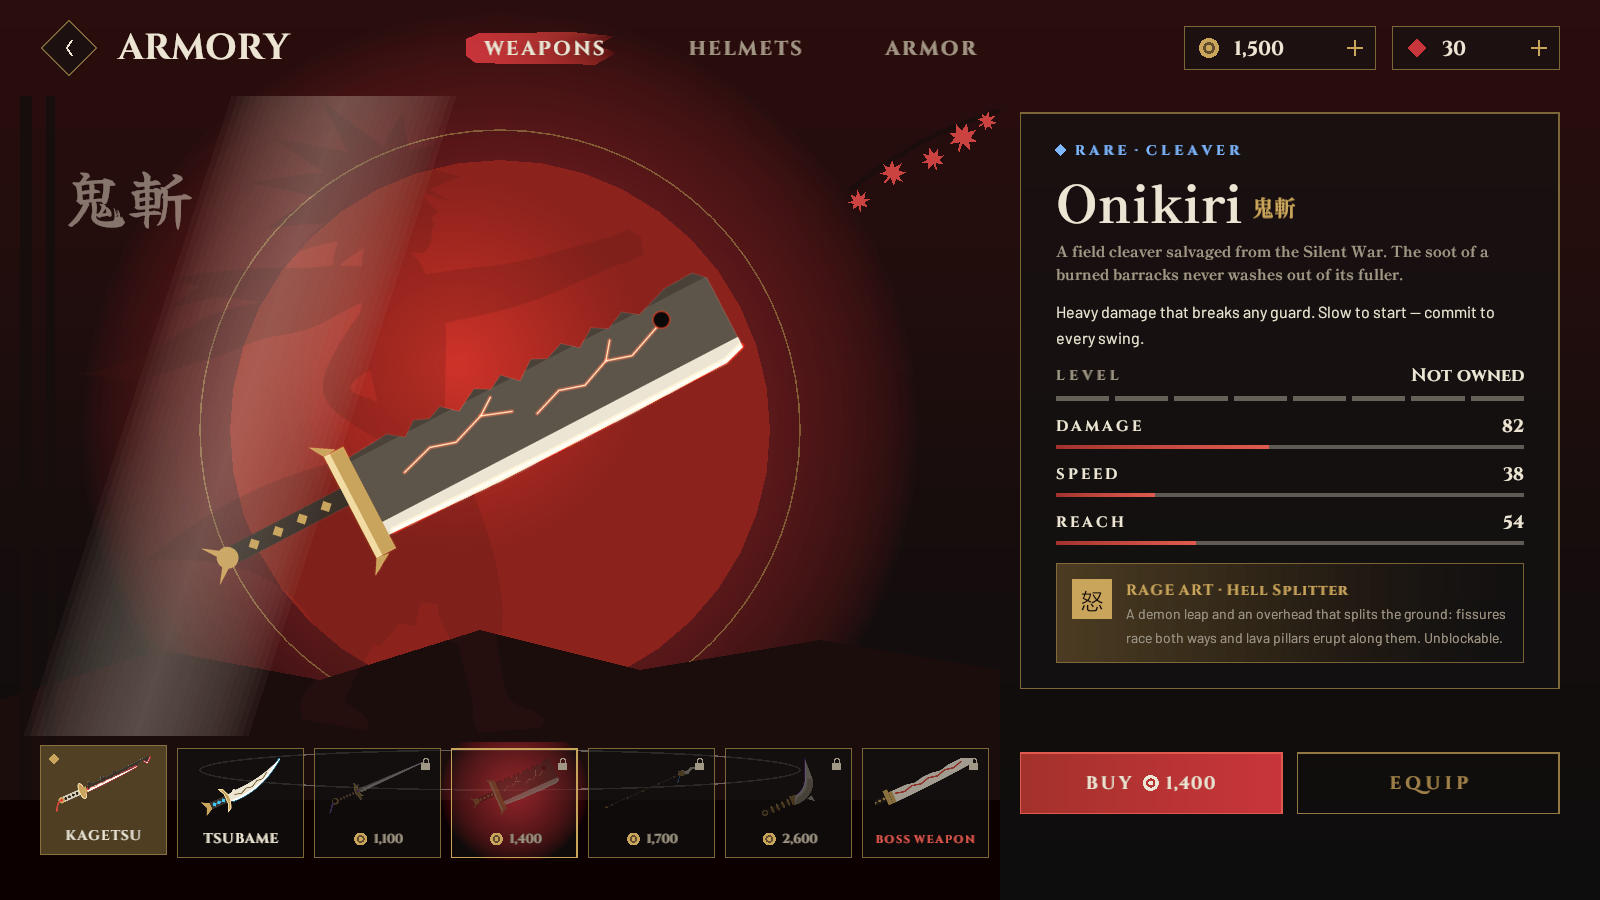 ARMORY
WEAPONS
HELMETS
ARMOR
1,500
30
鬼斬
RARE · CLEAVER
Onikiri 鬼斬
A field cleaver salvaged from the Silent War. The soot of a
burned barracks never washes out of its fuller.
Heavy damage that breaks any guard. Slow to start — commit to
every swing.
LEVEL
NOT OWNED
DAMAGE
82
SPEED
38
REACH
54
怒
RAGE ART · HELL SPLITTER
A demon leap and an overhead that splits the ground: fissures
race both ways and lava pillars erupt along them. Unblockable.
KAGETSU
TSUBAME
1,100
1,400
1,700
2,600
BOSS WEAPON
BUY 1,400
EQUIP